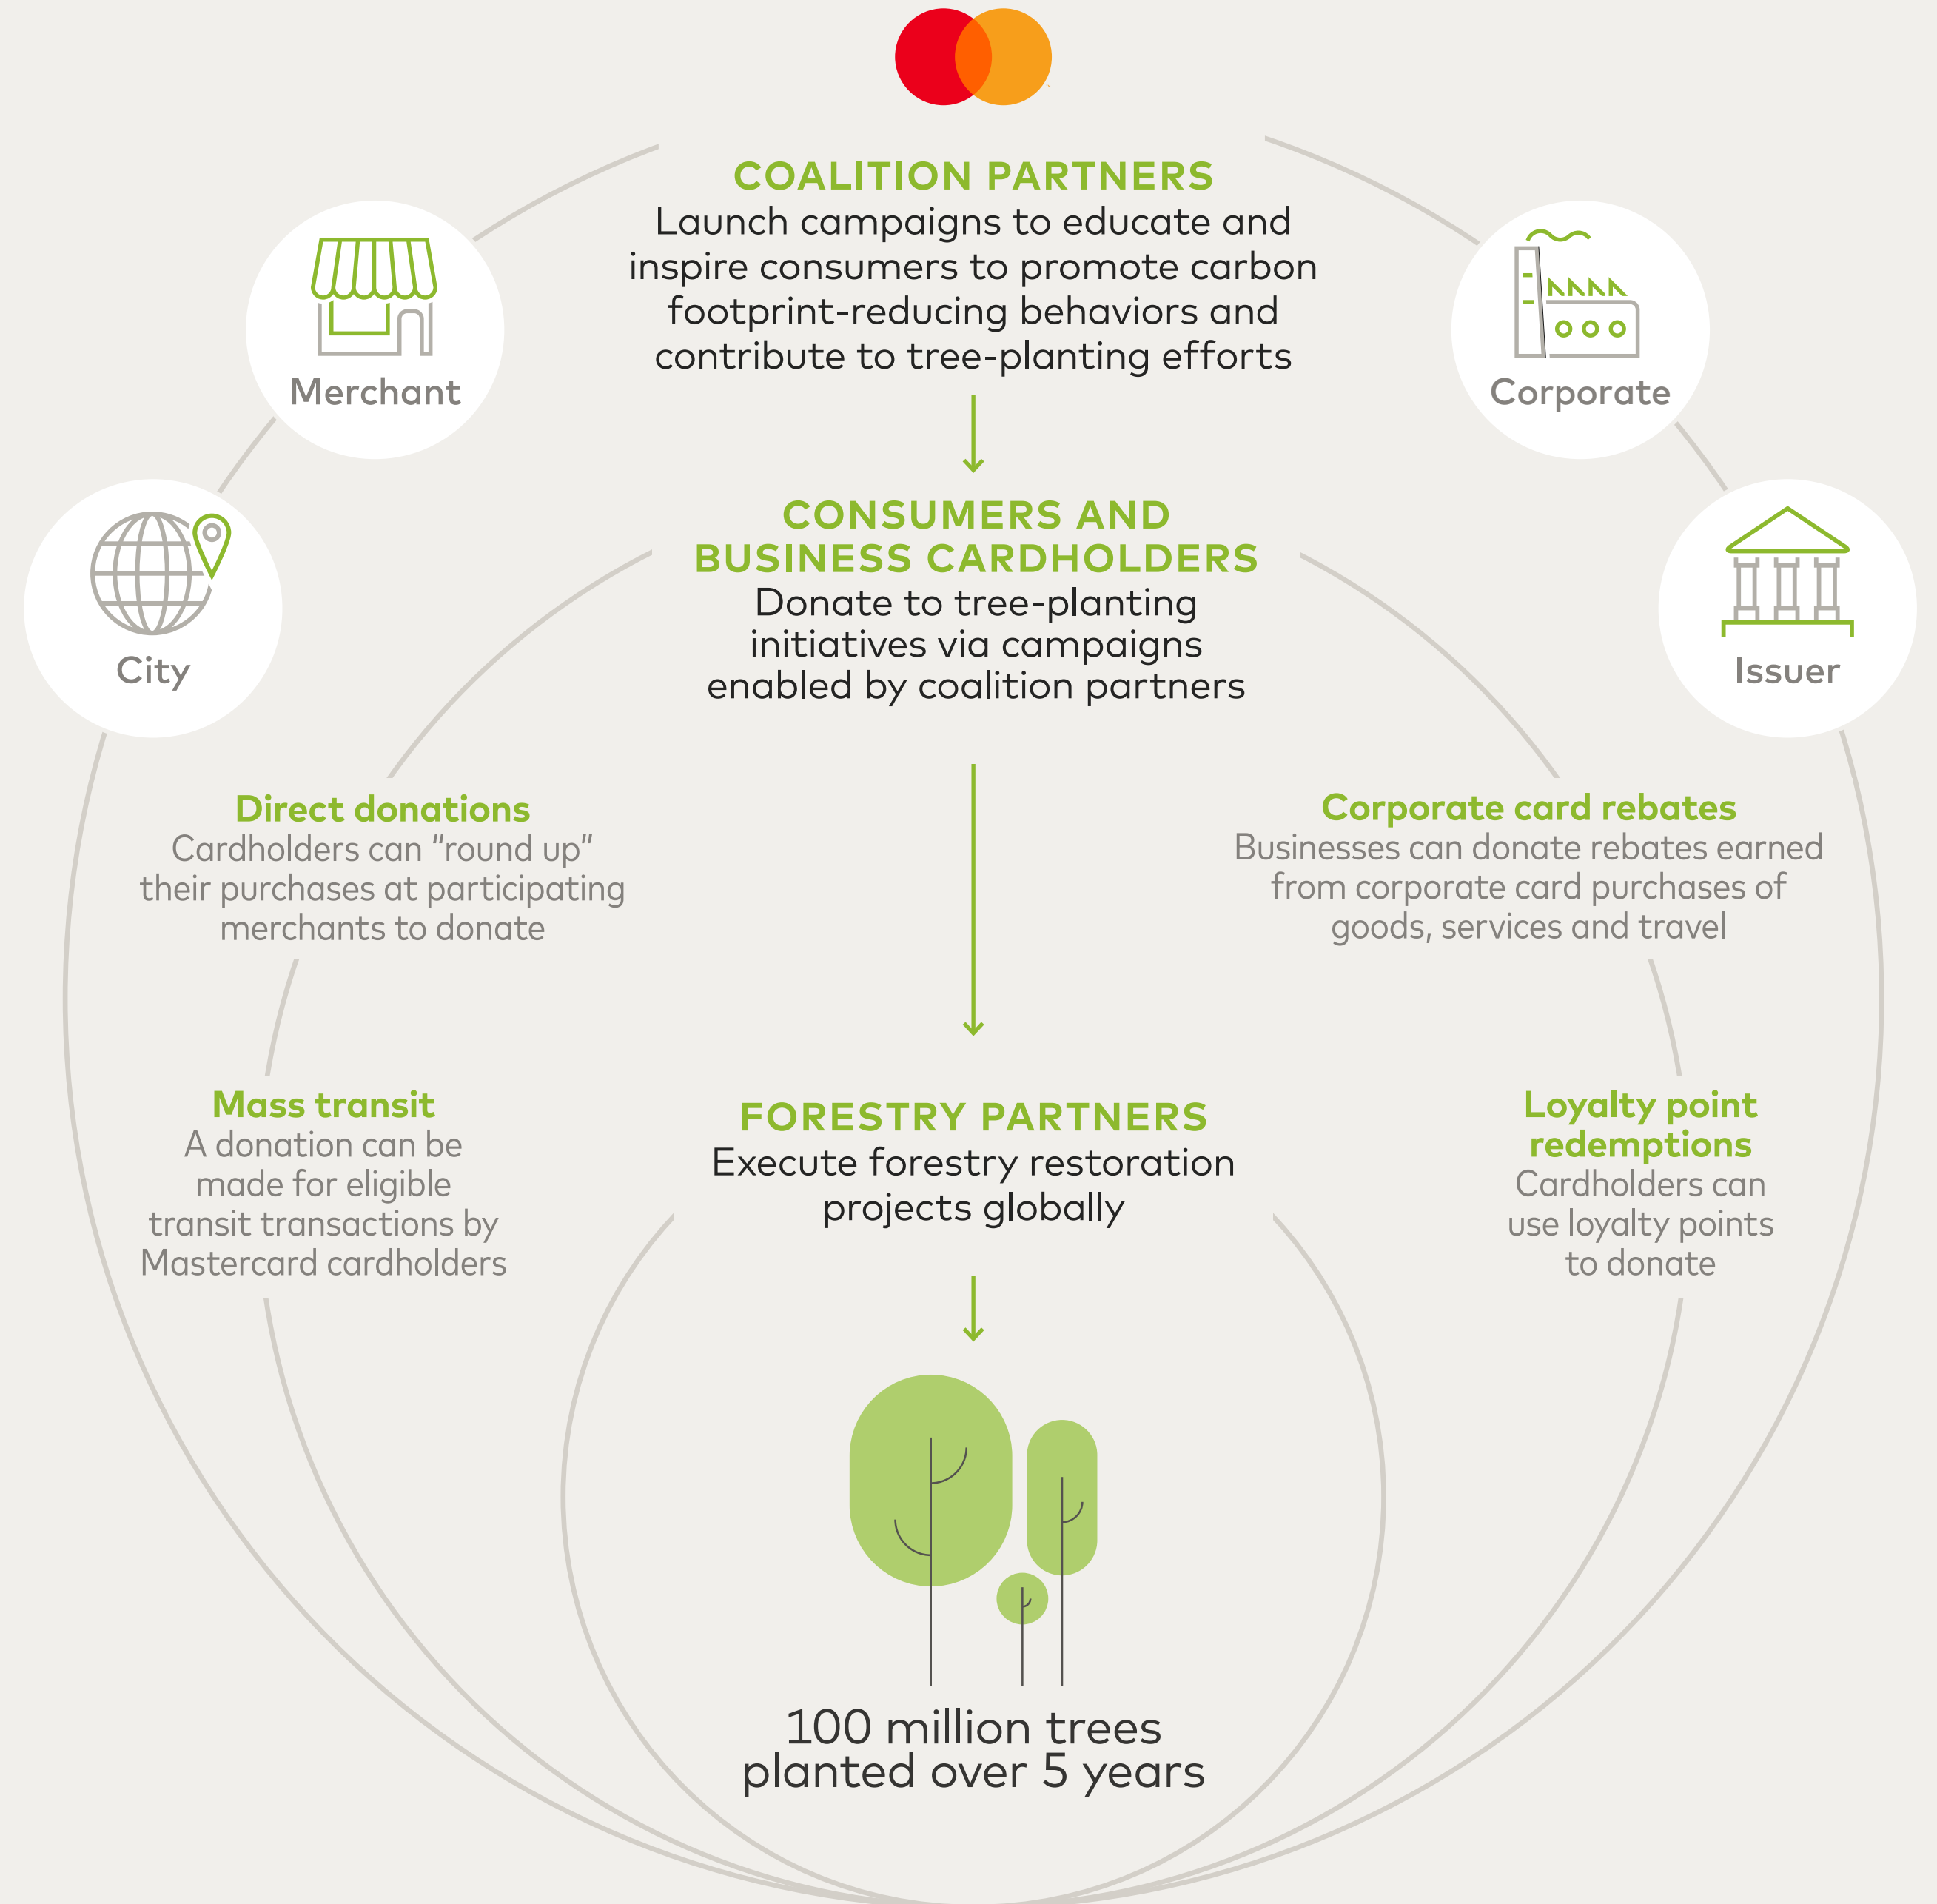 COALITION PARTNERS
Launch campaigns to educate and
inspire consumers to promote carbon
footprint-reducing behaviors and
contribute to tree-planting efforts
Merchant
Corporate
City
Issuer
CONSUMERS AND
BUSINESS CARDHOLDERS
Donate to tree-planting
initiatives via campaigns
enabled by coalition partners
Direct donations
Cardholders can “round up”
their purchases at participating
merchants to donate
Corporate card rebates
Businesses can donate rebates earned
from corporate card purchases of
goods, services and travel
Mass transit
A donation can be
made for eligible
transit transactions by
Mastercard cardholders
FORESTRY PARTNERS
Execute forestry restoration
projects globally
Loyalty point
redemptions
Cardholders can
use loyalty points
to donate
100 million trees
planted over 5 years